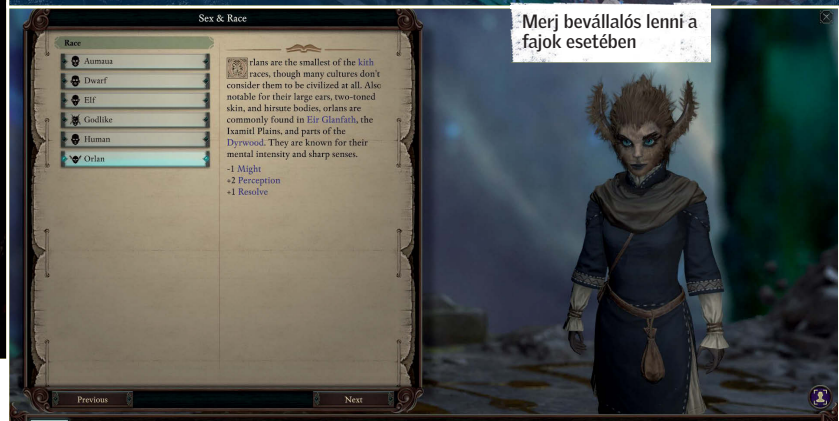 Sex & Race
Merj bevállalós lenni a
fajok esetében
Race
Aumaua
Dwarf
Elf
Godlike
Human
Orlan
Orlans are the smallest of the kith
races, though many cultures don't
consider them to be civilized at all. Also
notable for their large ears, two-toned
skin, and hirsute bodies, orlans are
commonly found in Eir Glanfath, the
Ixamitl Plains, and parts of the
Dyrwood. They are known for their
mental intensity and sharp senses.
-1 Might
+2 Perception
+1 Resolve
Previous
Next